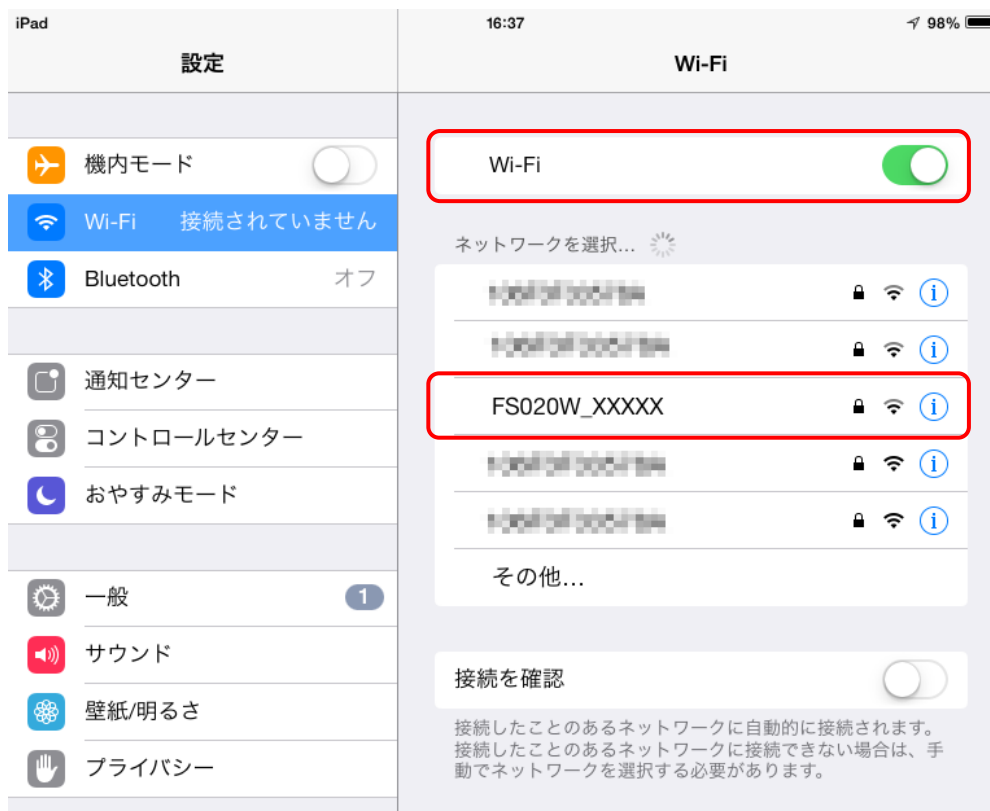 iPad
16:37
98%
設定
Wi-Fi
機内モード
Wi-Fi 接続されていません
Bluetooth オフ
通知センター
コントロールセンター
おやすみモード
一般 1
サウンド
壁紙/明るさ
プライバシー
Wi-Fi
ネットワークを選択...
FS020W_XXXXX
その他...
接続を確認
接続したことのあるネットワークに自動的に接続されます。
接続したことのあるネットワークに接続できない場合は、手
動でネットワークを選択する必要があります。